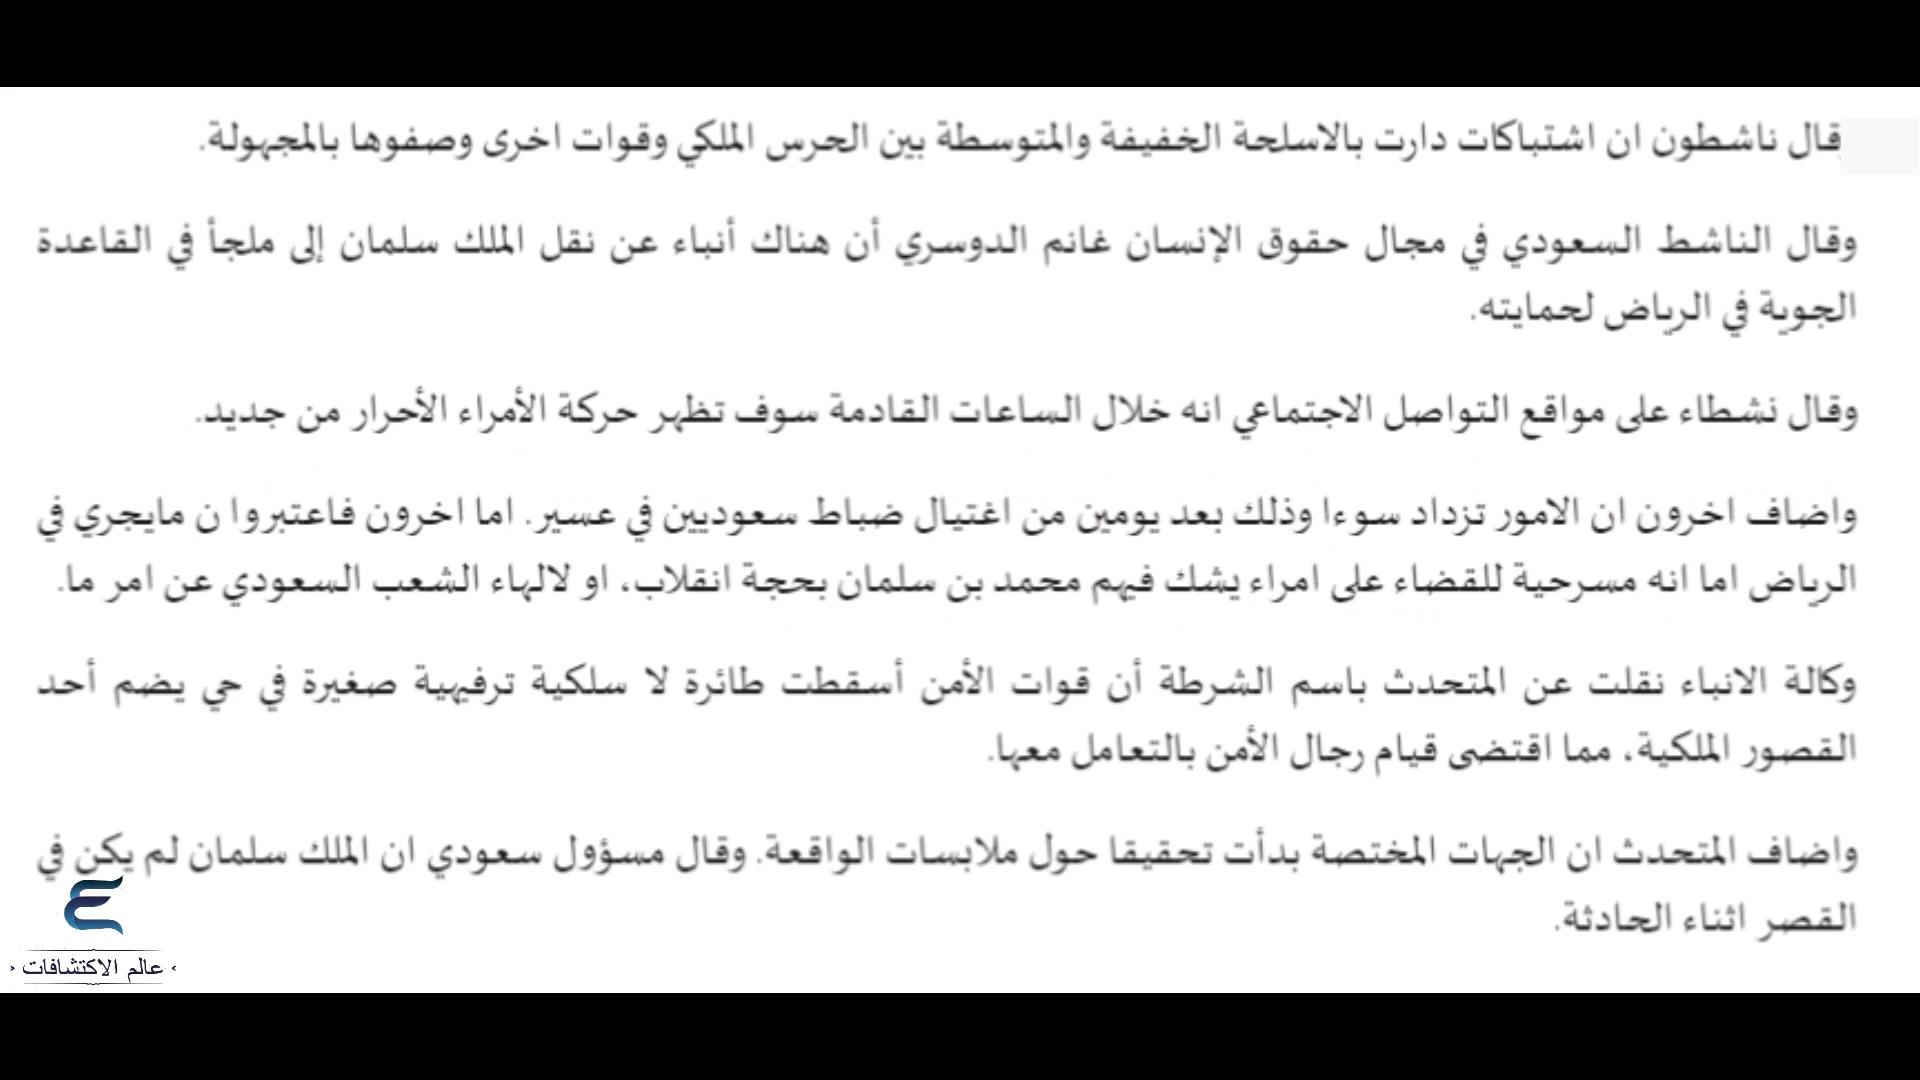 قال ناشطون ان اشتباكات دارت بالاسلحة الخفيفة والمتوسطة بين الحرس الملكي وقوات اخرى وصفوها بالمجهولة.
وقال الناشط السعودي في مجال حقوق الإنسان غانم الدوسري أن هناك أنباء عن نقل الملك سلمان إلى ملجأ في القاعدة
الجوية في الرياض لحمايته.
وقال نشطاء على مواقع التواصل الاجتماعي انه خلال الساعات القادمة سوف تظهر حركة الأمراء الأحرار من جديد.
واضاف اخرون ان الامور تزداد سوءا وذلك بعد يومين من اغتيال ضباط سعوديين في عسير. اما اخرون فاعتبروا ن مايجري في
الرياض اما انه مسرحية للقضاء على امراء يشك فيهم محمد بن سلمان بحجة انقلاب، او لالهاء الشعب السعودي عن امر ما.
وكالة الانباء نقلت عن المتحدث باسم الشرطة أن قوات الأمن أسقطت طائرة لا سلكية ترفيهية صغيرة في حي يضم أحد
القصور الملكية، مما اقتضى قيام رجال الأمن بالتعامل معها.
واضاف المتحدث ان الجهات المختصة بدأت تحقيقا حول ملابسات الواقعة. وقال مسؤول سعودي ان الملك سلمان لم يكن في
القصر اثناء الحادثة.
عالم الاكتشافات